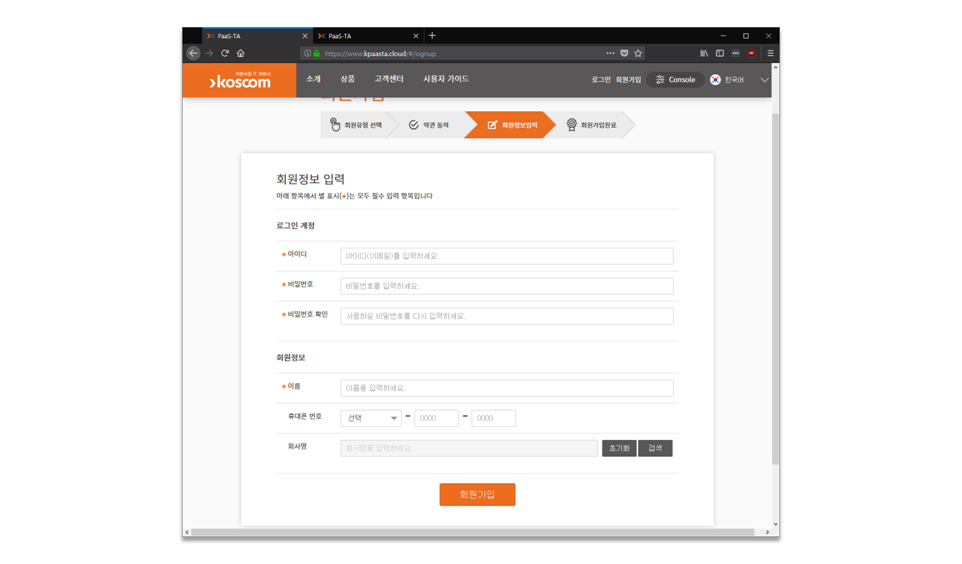 PaaS-TA
PaaS-TA
https://www.kpaasta.cloud/#/signup
자본시장 IT 파트너
koscom
소개 상품 고객센터 사용자 가이드
로그인 회원가입 Console 한국어
회원유형 선택 약관 동의 회원정보입력 회원가입완료
회원정보 입력
아래 항목에서 별 표시(*)는 모두 필수 입력 항목입니다
로그인 계정
* 아이디 아이디(이메일)를 입력하세요.
* 비밀번호 비밀번호를 입력하세요.
* 비밀번호 확인 사용하실 비밀번호를 다시 입력하세요.
회원정보
* 이름 이름을 입력하세요.
휴대폰 번호 선택 - 0000 - 0000
회사명 회사명을 입력하세요. 초기화 검색
회원가입